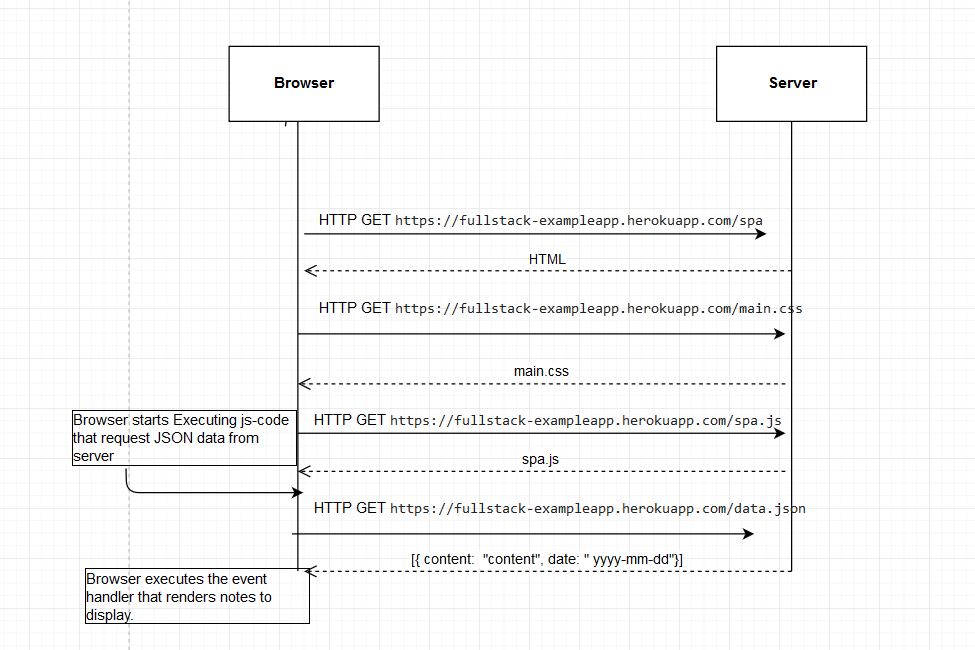 Browser
Server
HTTP GET https://fullstack-exampleapp.herokuapp.com/spa
HTML
HTTP GET https://fullstack-exampleapp.herokuapp.com/main.css
main.css
Browser starts Executing js-code
that request JSON data from
server
HTTP GET https://fullstack-exampleapp.herokuapp.com/spa.js
spa.js
HTTP GET https://fullstack-exampleapp.herokuapp.com/data.json
[{ content:  "content", date: " yyyy-mm-dd"}]
Browser executes the event
handler that renders notes to
display.